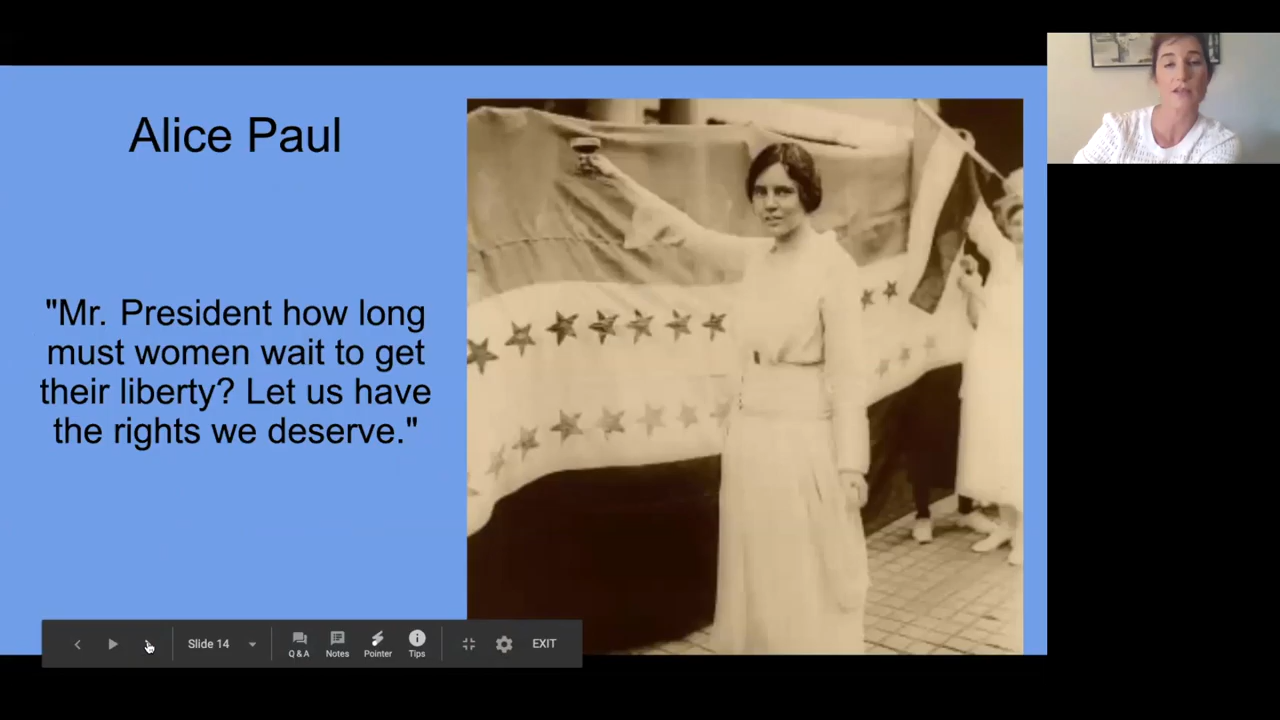 Alice Paul
"Mr. President how long
must women wait to get
their liberty? Let us have
the rights we deserve."
Slide 14
Q & A
Notes
Pointer
Tips
EXIT